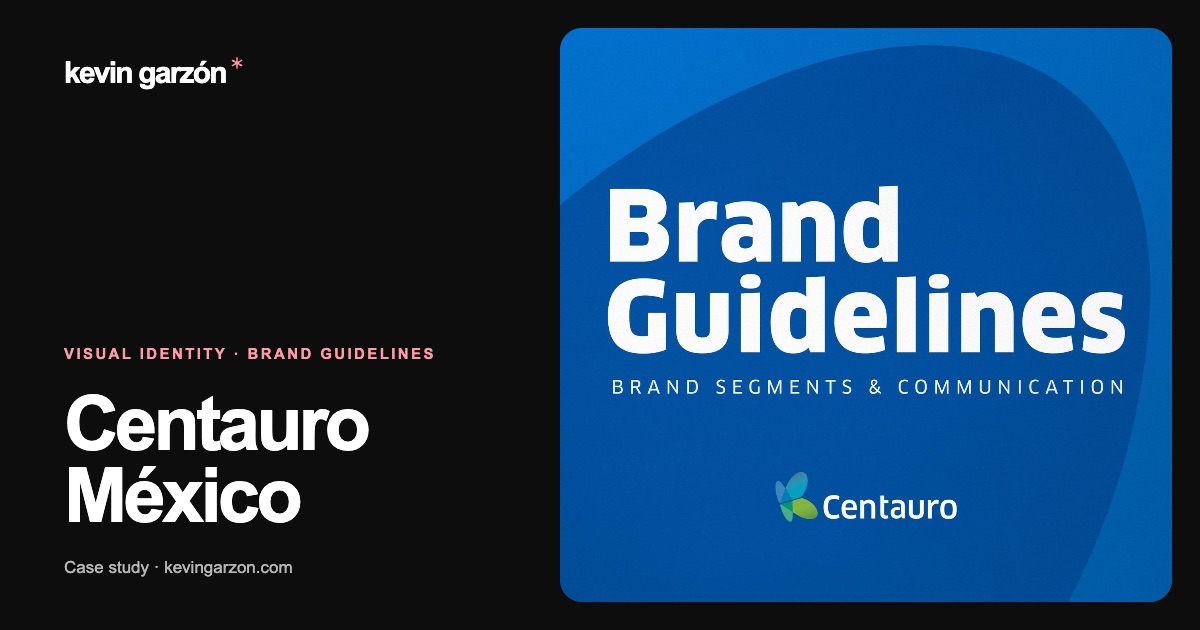 kevin garzón*
VISUAL IDENTITY · BRAND GUIDELINES
Centauro
México
Case study · kevingarzon.com
Brand
Guidelines
BRAND SEGMENTS & COMMUNICATION
Centauro